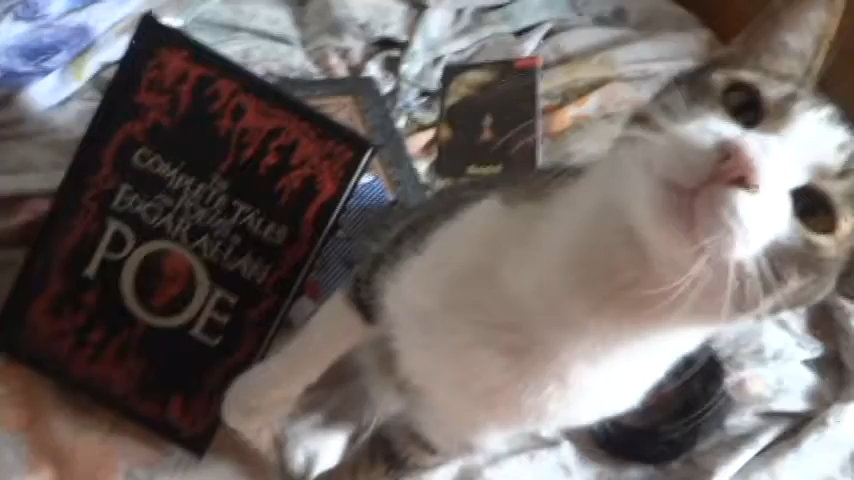 THE
COMPLETE TALES
AND POEMS OF
EDGAR ALLAN
POE